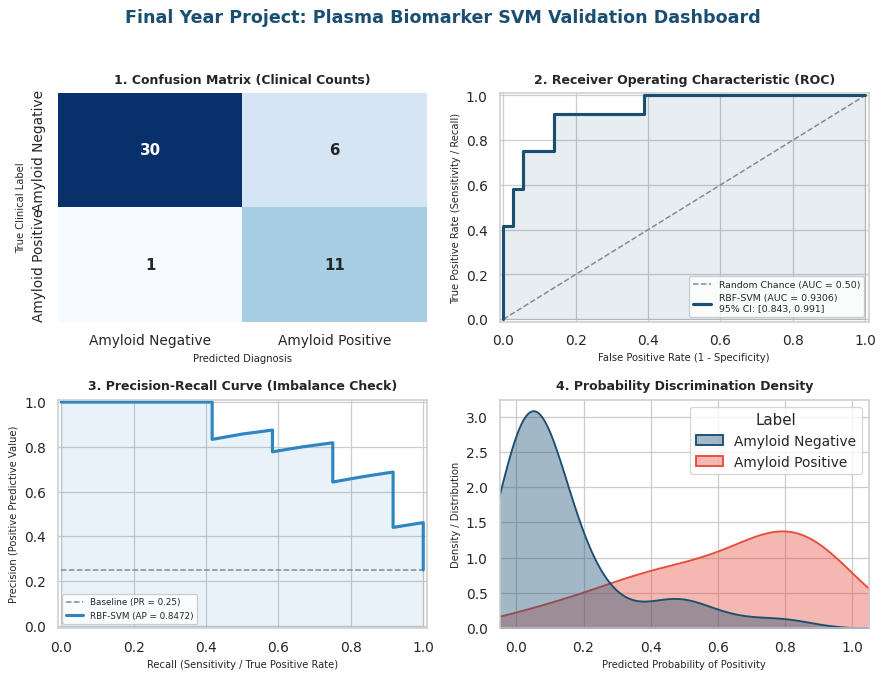 Final Year Project: Plasma Biomarker SVM Validation Dashboard
1. Confusion Matrix (Clinical Counts)
True Clinical Label
Amyloid Negative
Amyloid Positive
30
6
1
11
Amyloid Negative
Amyloid Positive
Predicted Diagnosis
2. Receiver Operating Characteristic (ROC)
True Positive Rate (Sensitivity / Recall)
1.0
0.8
0.6
0.4
0.2
0.0
Random Chance (AUC = 0.50)
RBF-SVM (AUC = 0.9306)
95% CI: [0.843, 0.991]
0.0 0.2 0.4 0.6 0.8 1.0
False Positive Rate (1 - Specificity)
3. Precision-Recall Curve (Imbalance Check)
Precision (Positive Predictive Value)
1.0
0.8
0.6
0.4
0.2
0.0
Baseline (PR = 0.25)
RBF-SVM (AP = 0.8472)
0.0 0.2 0.4 0.6 0.8 1.0
Recall (Sensitivity / True Positive Rate)
4. Probability Discrimination Density
Density / Distribution
3.0
2.5
2.0
1.5
1.0
0.5
0.0
Label
Amyloid Negative
Amyloid Positive
0.0 0.2 0.4 0.6 0.8 1.0
Predicted Probability of Positivity